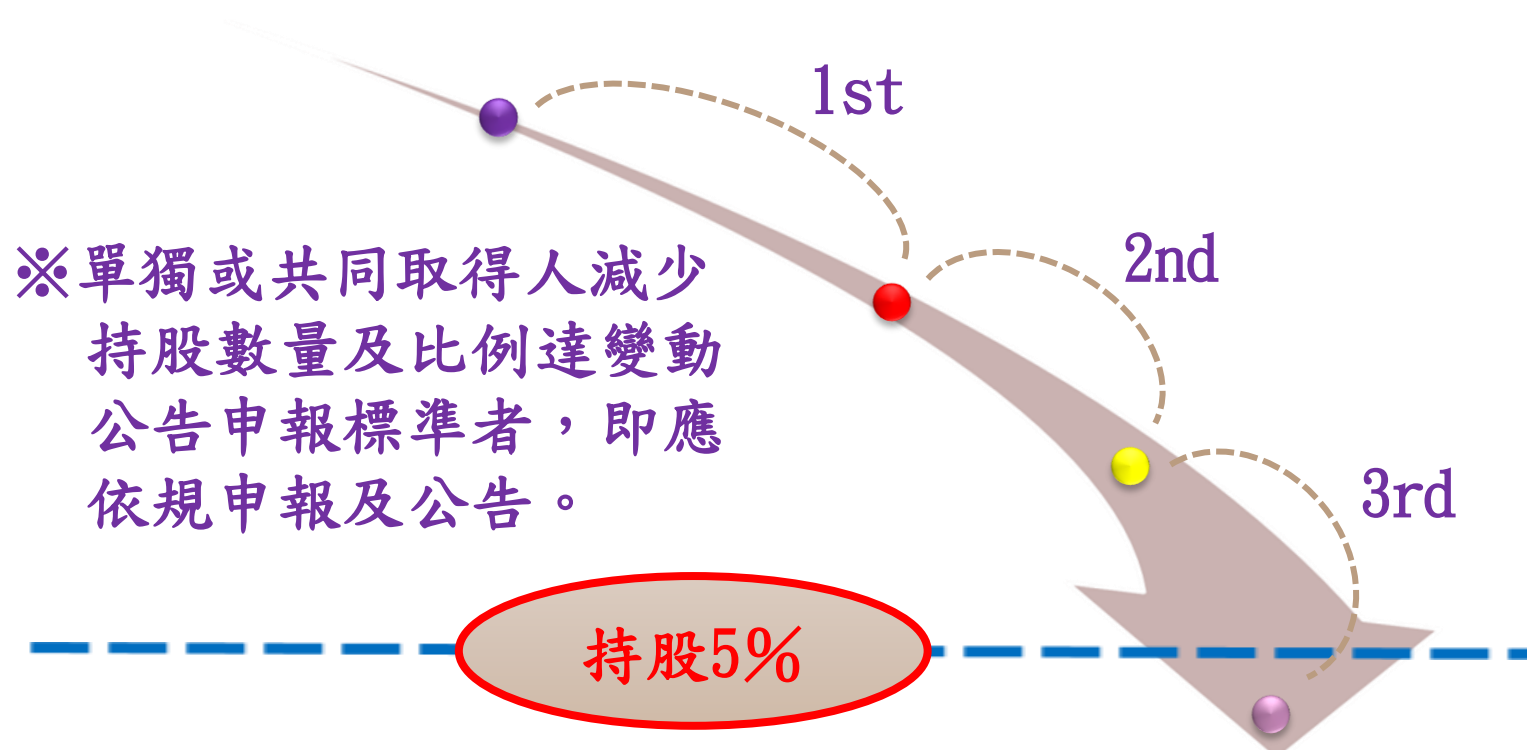 1st
2nd
※單獨或共同取得人減少
持股數量及比例達變動
公告申報標準者，即應
依規申報及公告。
3rd
持股5%